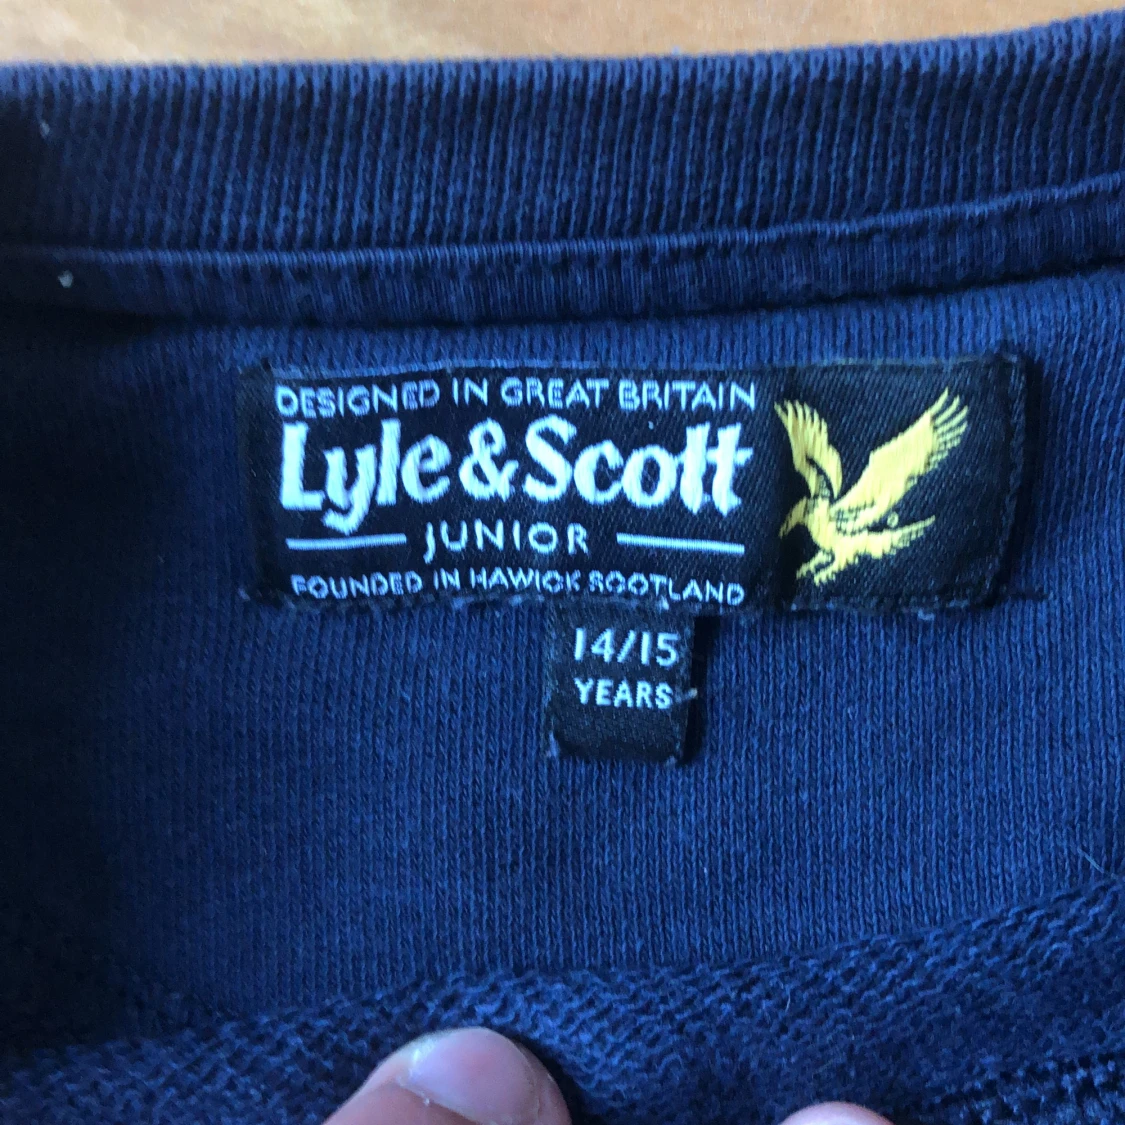 DESIGNED IN GREAT BRITAIN
Lyle & Scott
JUNIOR
FOUNDED IN HAWICK SCOTLAND
14/15
YEARS